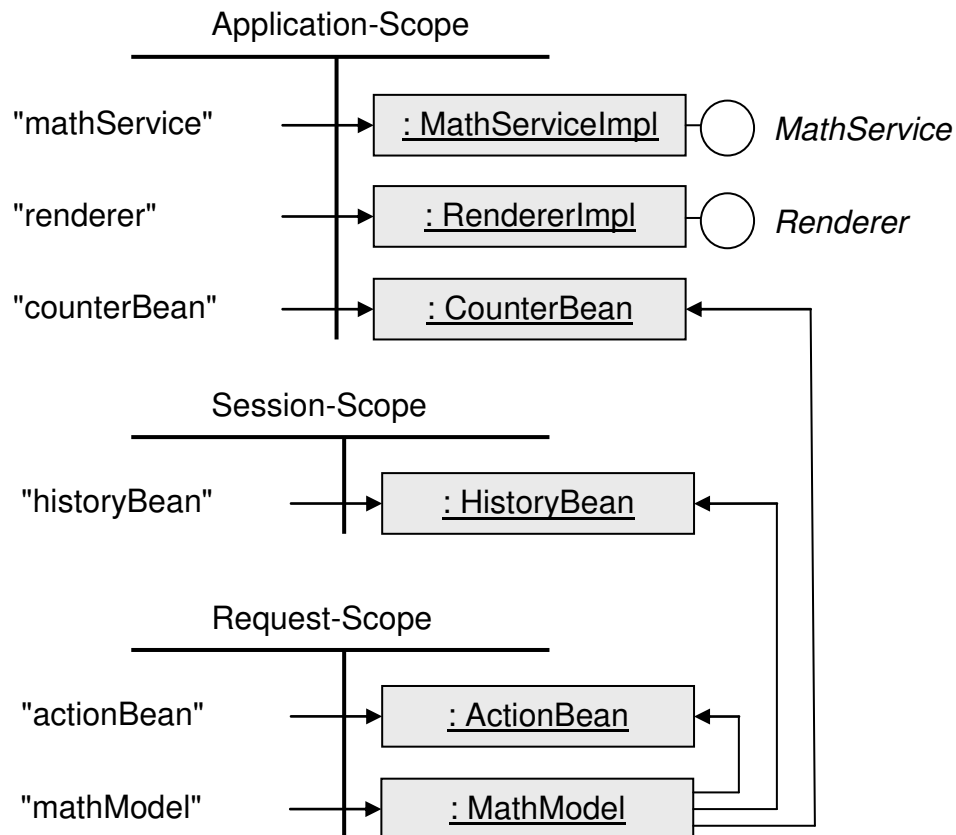 Application-Scope
"mathService" : MathServiceImpl MathService
"renderer" : RendererImpl Renderer
"counterBean" : CounterBean
Session-Scope
"historyBean" : HistoryBean
Request-Scope
"actionBean" : ActionBean
"mathModel" : MathModel